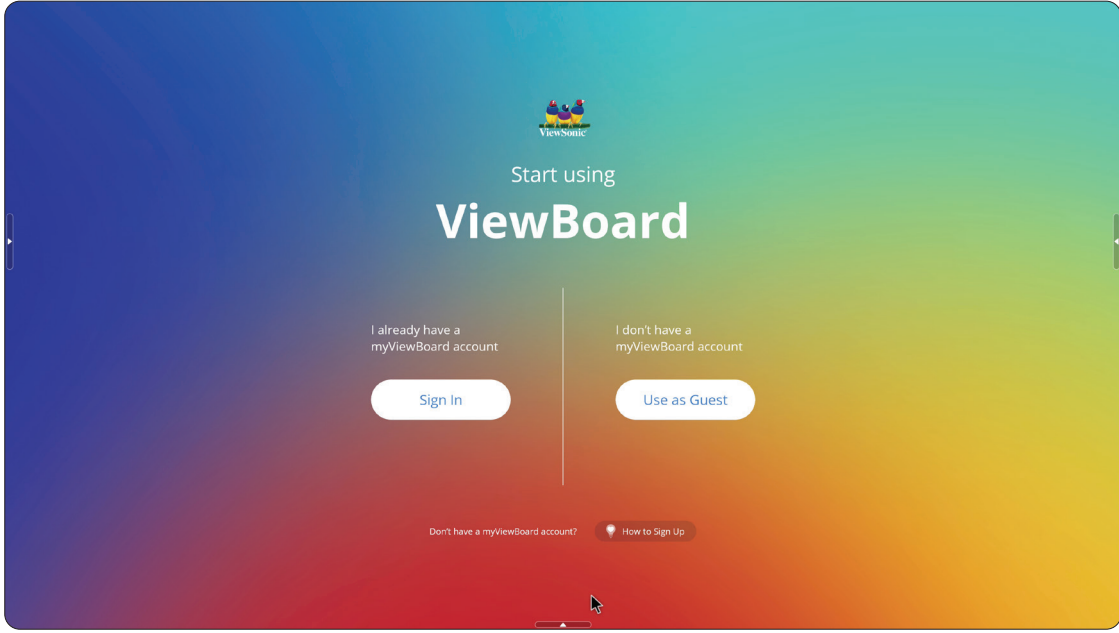 ViewSonic
Start using
ViewBoard
I already have a
myViewBoard account
Sign In
I don't have a
myViewBoard account
Use as Guest
Don't have a myViewBoard account?
How to Sign Up